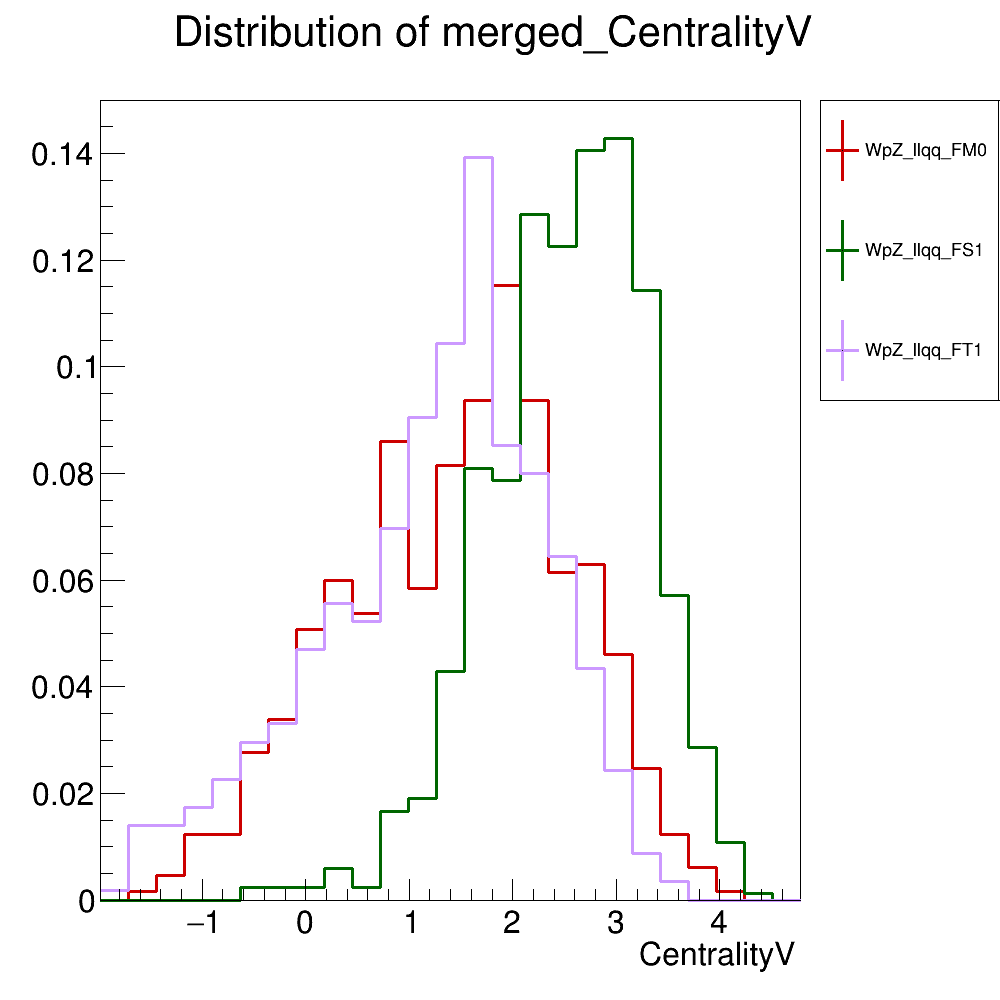 Distribution of merged_CentralityV
WpZ_llqq_FM0
WpZ_llqq_FS1
WpZ_llqq_FT1
0.14
0.12
0.1
0.08
0.06
0.04
0.02
0
−1 0 1 2 3 4
CentralityV